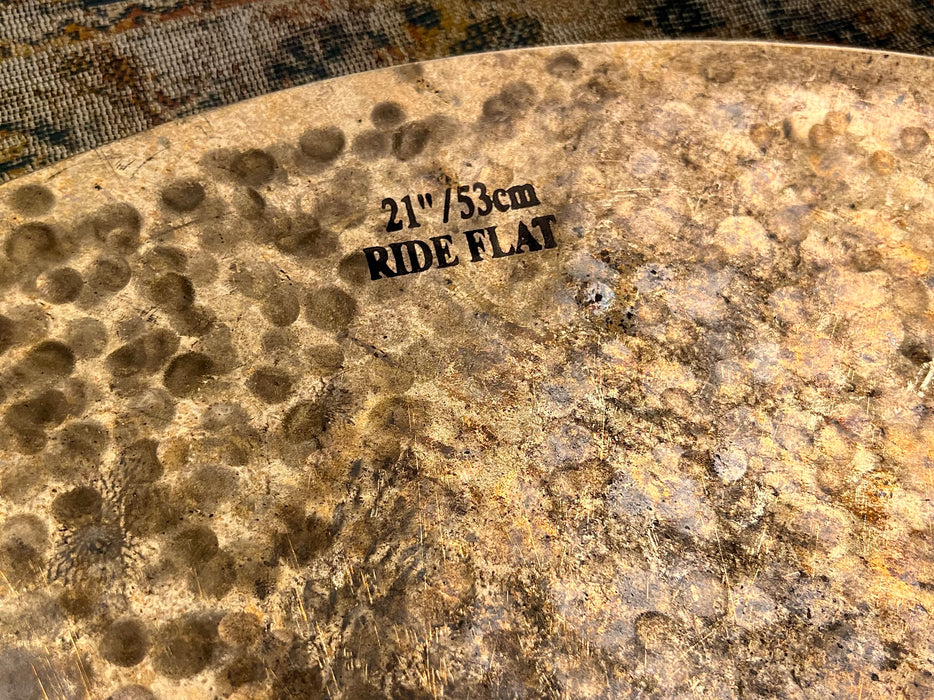 21"/53cm
RIDE FLAT